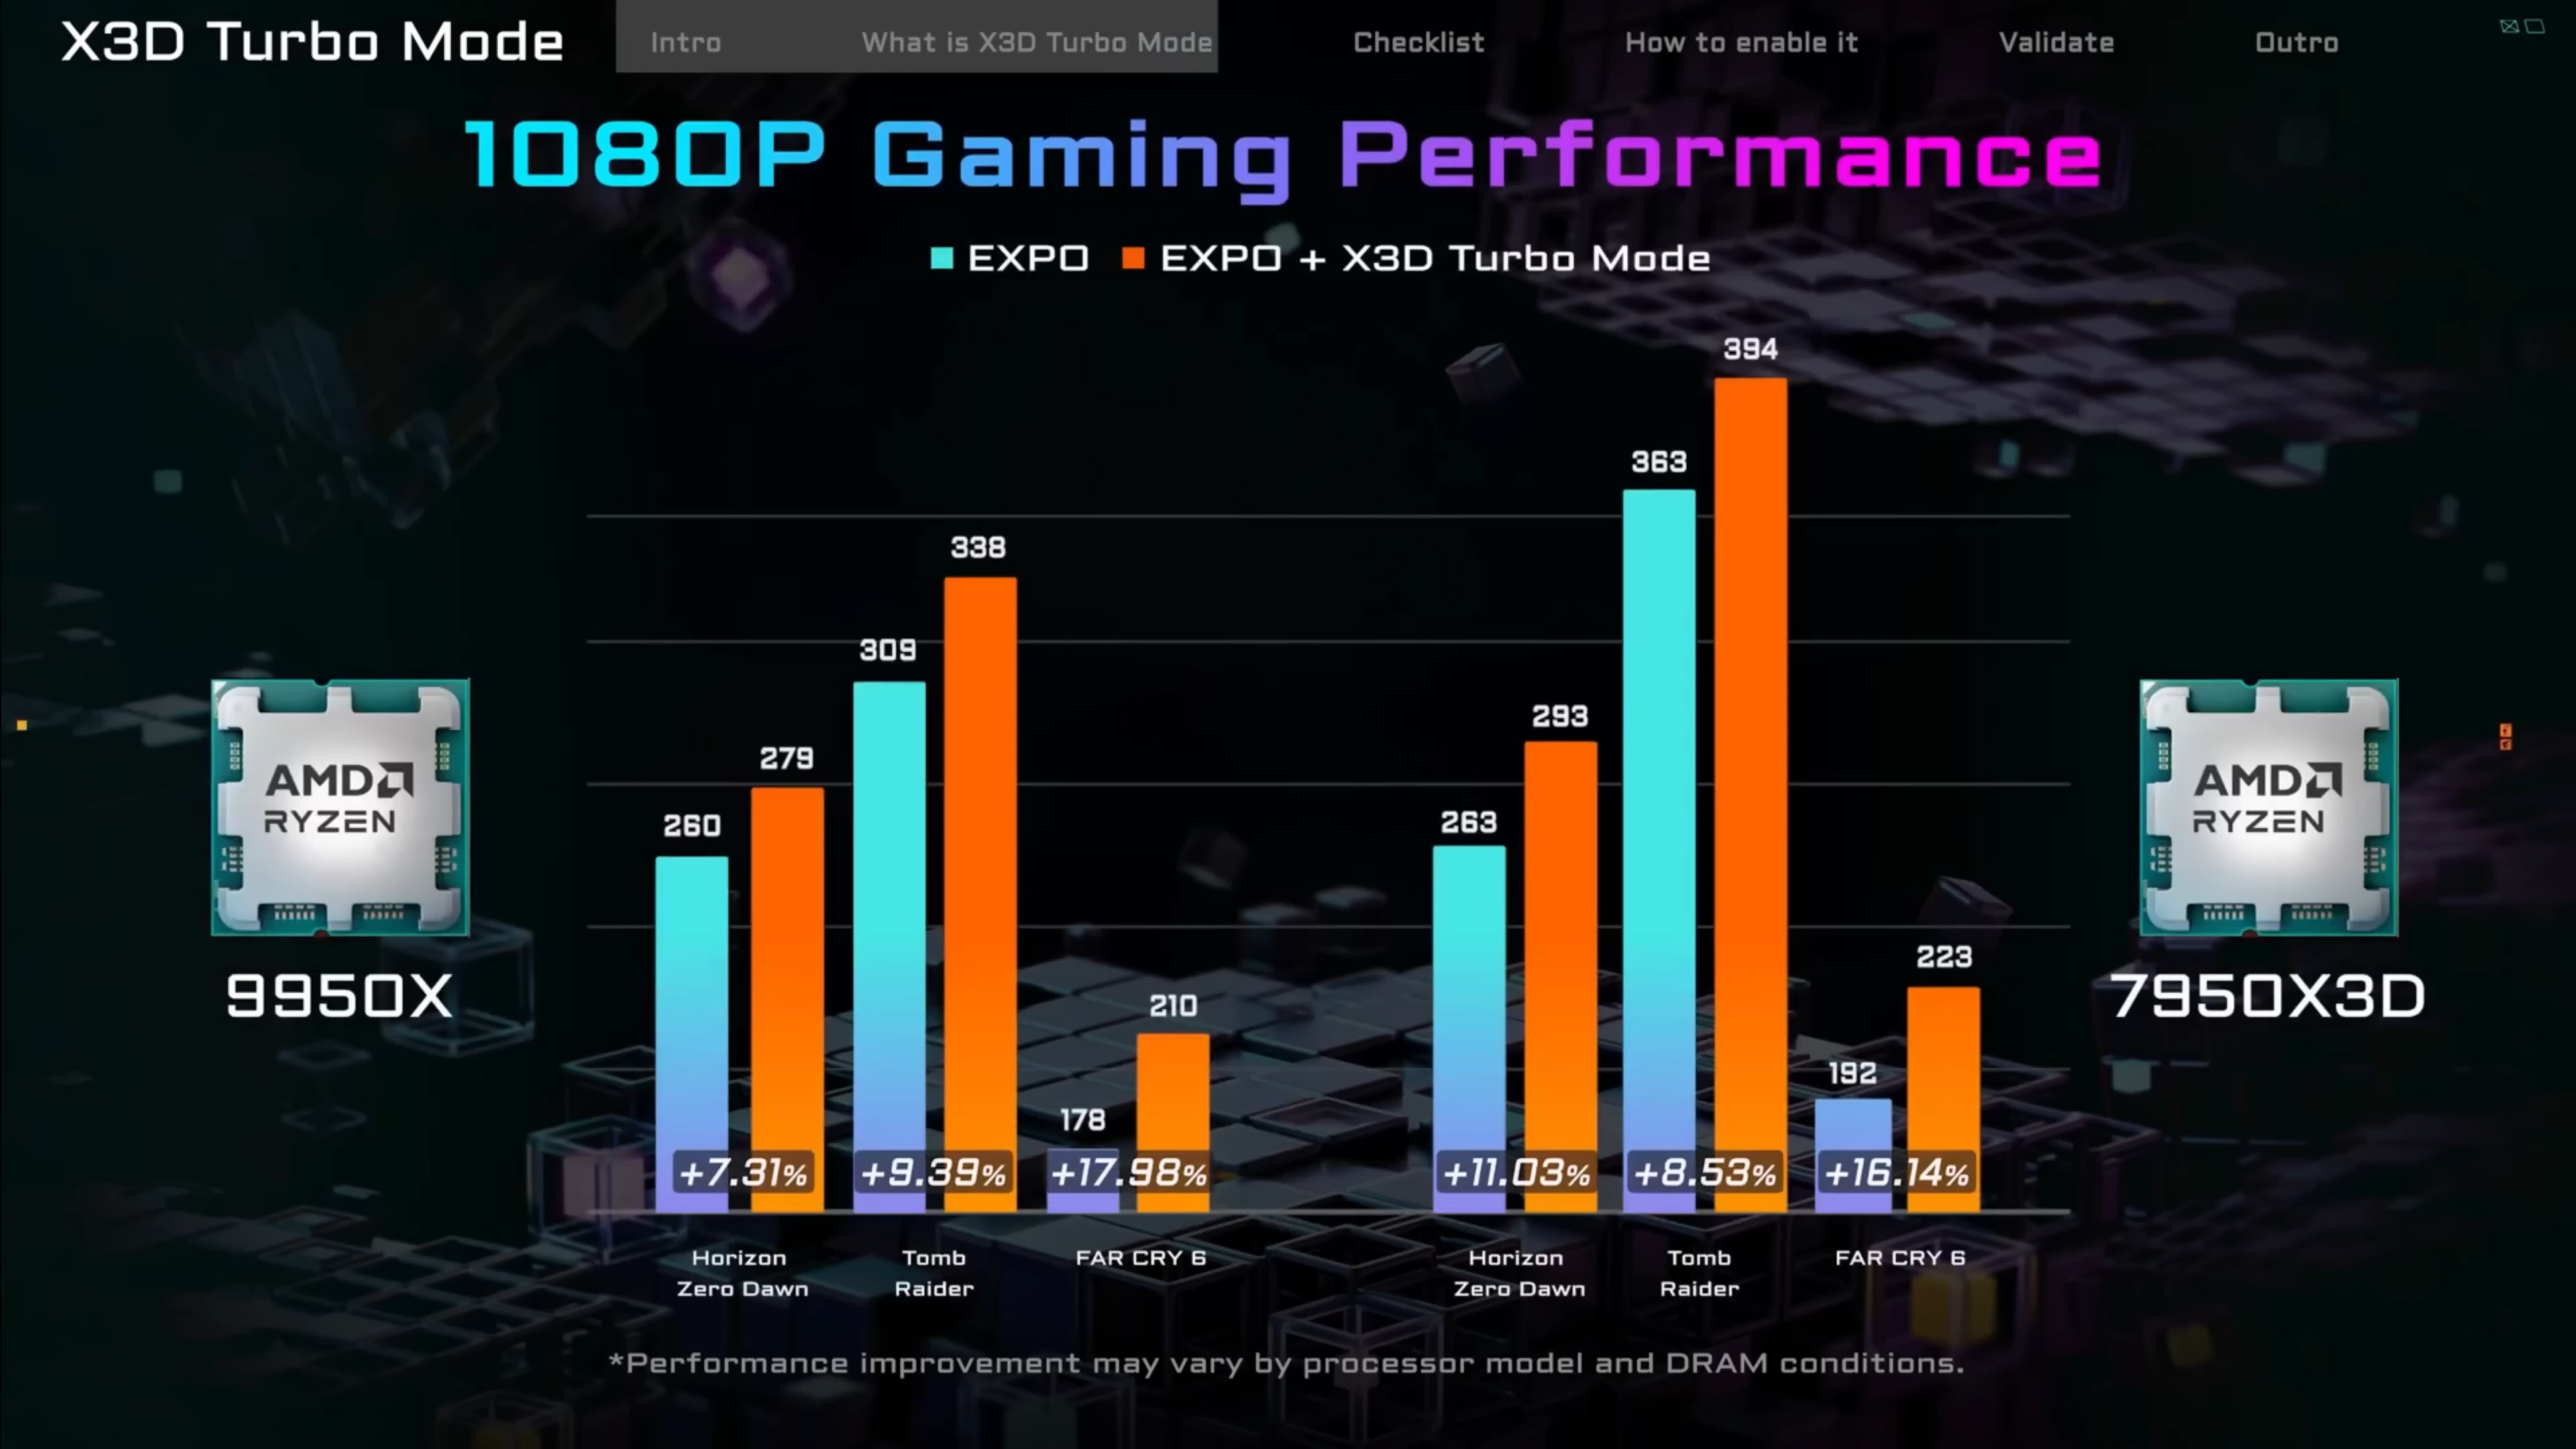 X3D Turbo Mode
Intro What is X3D Turbo Mode Checklist How to enable it Validate Outro
1080P Gaming Performance
EXPO EXPO + X3D Turbo Mode
260 279 309 338 178 210
263 293 363 394 192 223
+7.31% +9.39% +17.98%
+11.03% +8.53% +16.14%
Horizon
Zero Dawn
Tomb
Raider
FAR CRY 6
Horizon
Zero Dawn
Tomb
Raider
FAR CRY 6
AMD
RYZEN
9950X
AMD
RYZEN
7950X3D
*Performance improvement may vary by processor model and DRAM conditions.